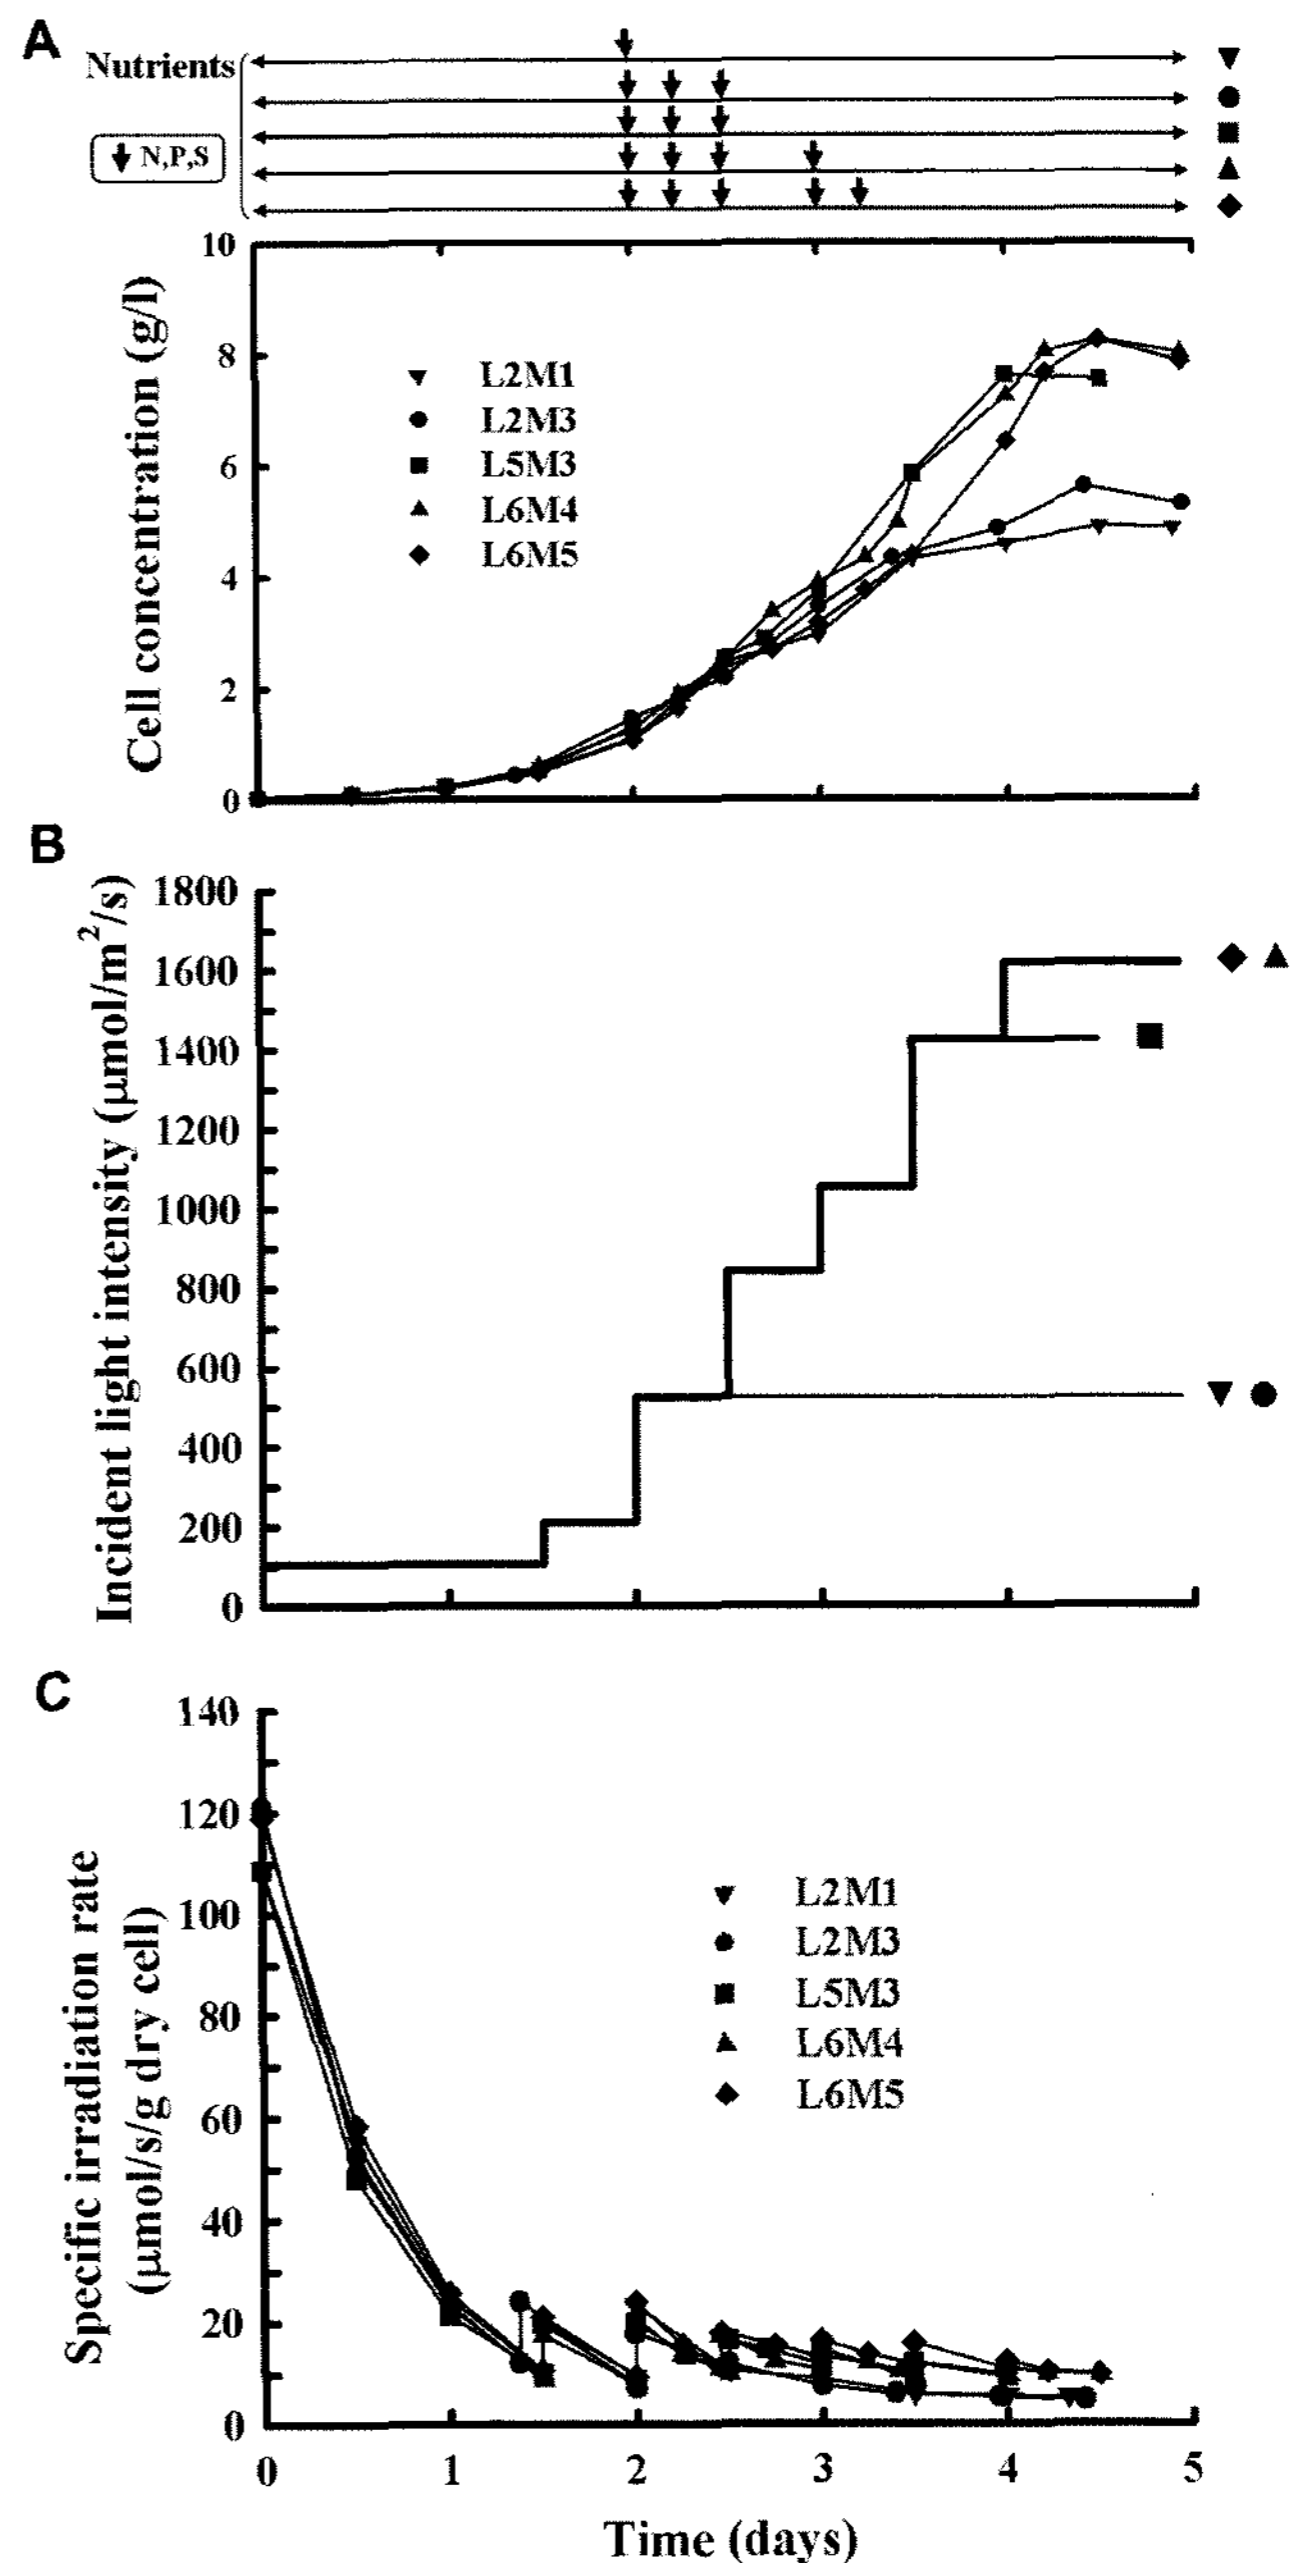 A
Nutrients
N,P,S
10
8
6
4
2
0
Cell concentration (g/l)
L2M1
L2M3
L5M3
L6M4
L6M5
B
1800
1600
1400
1200
1000
800
600
400
200
0
Incident light intensity (μmol/m²/s)
C
140
120
100
80
60
40
20
0
Specific irradiation rate
(μmol/s/g dry cell)
L2M1
L2M3
L5M3
L6M4
L6M5
0 1 2 3 4 5
Time (days)